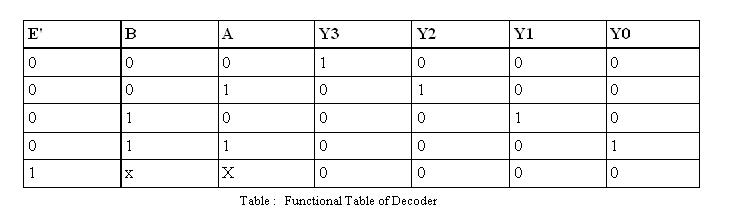 E' B A Y3 Y2 Y1 Y0
0 0 0 1 0 0 0
0 0 1 0 1 0 0
0 1 0 0 0 1 0
0 1 1 0 0 0 1
1 x X 0 0 0 0
Table : Functional Table of Decoder